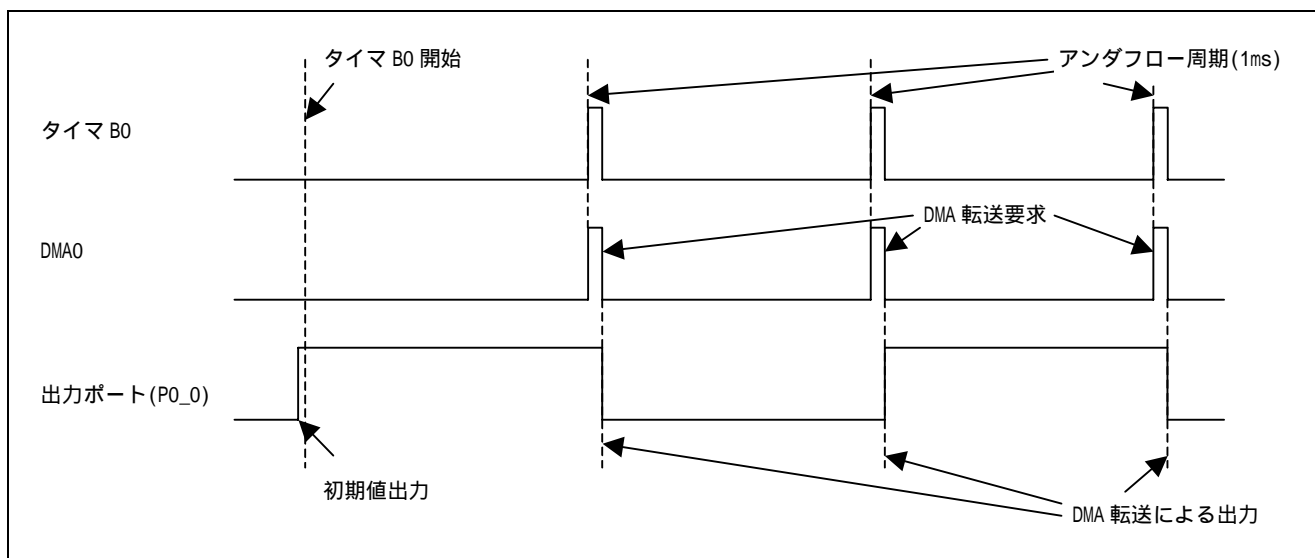 タイマ B0 開始
アンダフロー周期(1ms)
タイマ B0
DMA 転送要求
DMA0
出力ポート(P0_0)
初期値出力
DMA 転送による出力